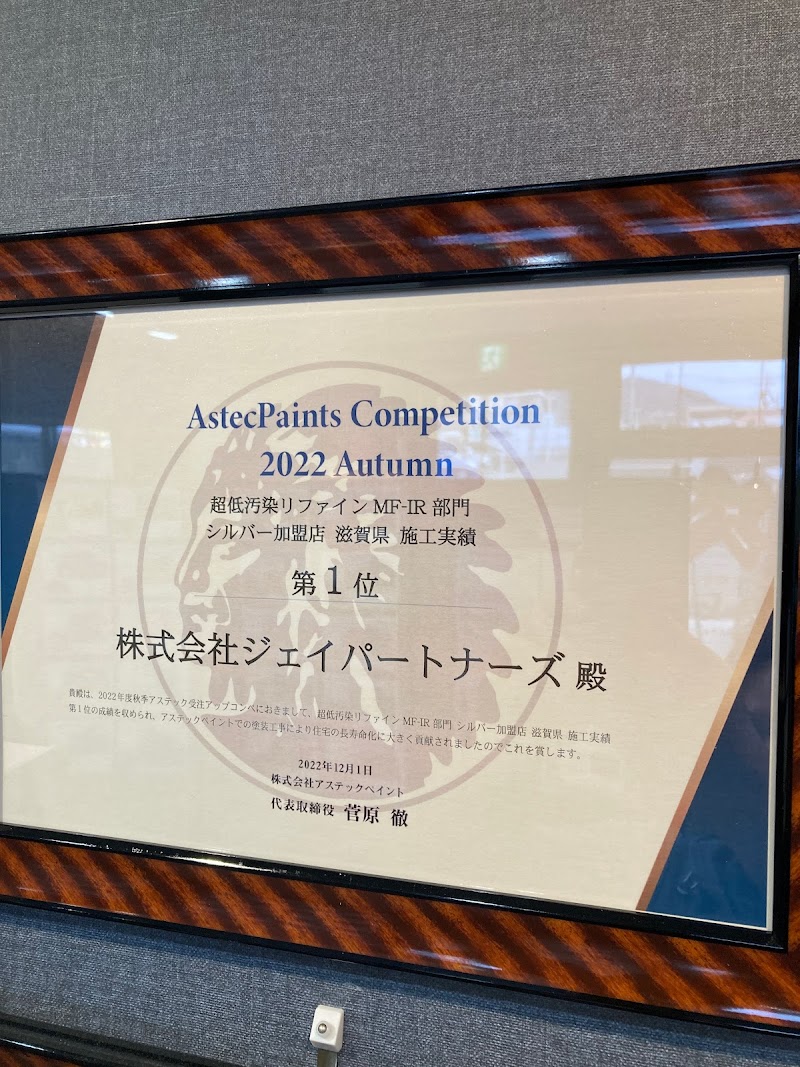 AstecPaints Competition
2022 Autumn
超低汚染リファインMF-IR部門
シルバー加盟店 滋賀県 施工実績
第1位
株式会社ジェイパートナーズ 殿
貴殿は、2022年度秋季アステック受注アップコンペにおきまして、超低汚染リファインMF-IR部門 シルバー加盟店 滋賀県 施工実績
第1位の成績を収められ、アステックペイントでの塗装工事により住宅の長寿命化に大きく貢献されましたのでこれを賞します。
2022年12月1日
株式会社アステックペイント
代表取締役 菅原 徹